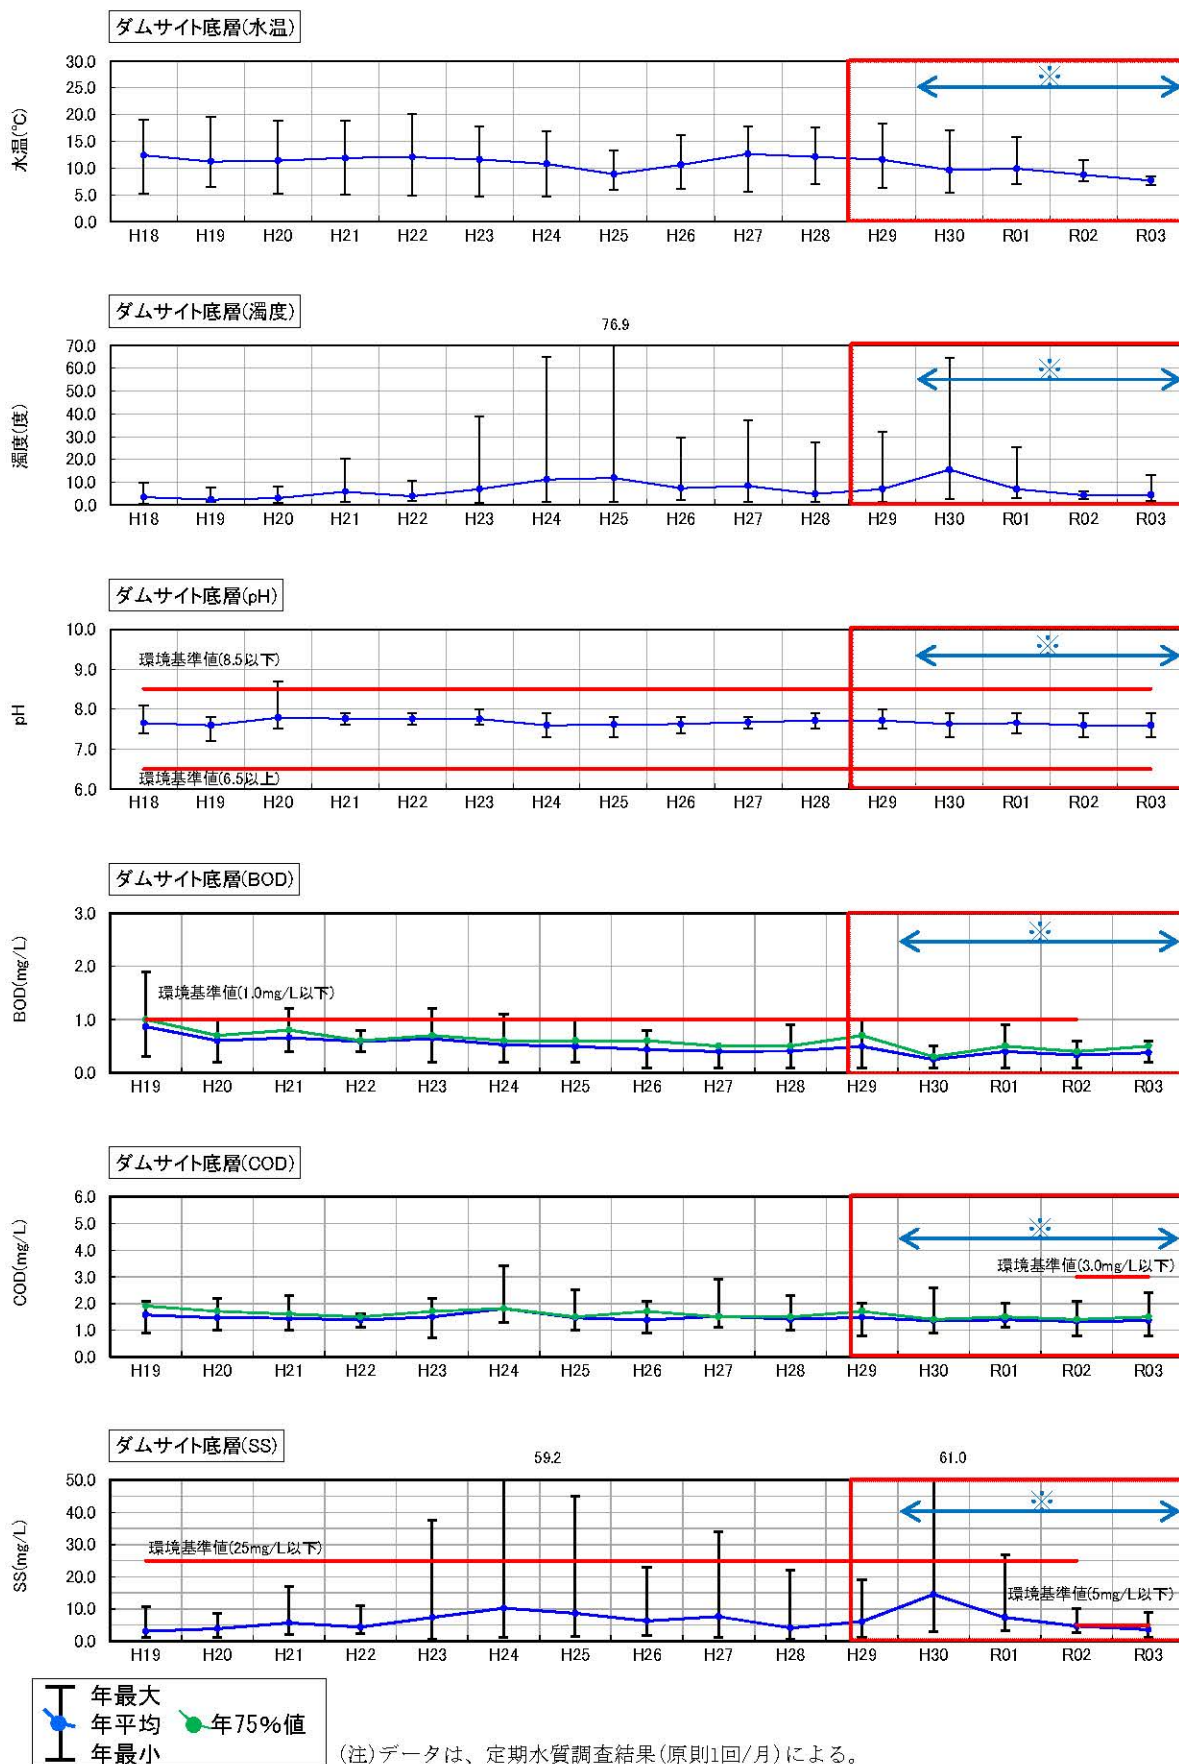 ダムサイト底層(水温)
水温(℃)
30.0
25.0
20.0
15.0
10.0
5.0
0.0
※
H18 H19 H20 H21 H22 H23 H24 H25 H26 H27 H28 H29 H30 R01 R02 R03
ダムサイト底層(濁度)
76.9
濁度(度)
70.0
60.0
50.0
40.0
30.0
20.0
10.0
0.0
※
H18 H19 H20 H21 H22 H23 H24 H25 H26 H27 H28 H29 H30 R01 R02 R03
ダムサイト底層(pH)
pH
10.0
9.0
8.0
7.0
6.0
※
環境基準値(8.5以下)
環境基準値(6.5以上)
H18 H19 H20 H21 H22 H23 H24 H25 H26 H27 H28 H29 H30 R01 R02 R03
ダムサイト底層(BOD)
BOD(mg/L)
3.0
2.0
1.0
0.0
※
環境基準値(1.0mg/L以下)
H19 H20 H21 H22 H23 H24 H25 H26 H27 H28 H29 H30 R01 R02 R03
ダムサイト底層(COD)
COD(mg/L)
6.0
5.0
4.0
3.0
2.0
1.0
0.0
※
環境基準値(3.0mg/L以下)
H19 H20 H21 H22 H23 H24 H25 H26 H27 H28 H29 H30 R01 R02 R03
ダムサイト底層(SS)
59.2 61.0
SS(mg/L)
50.0
40.0
30.0
20.0
10.0
0.0
※
環境基準値(25mg/L以下)
環境基準値(5mg/L以下)
H19 H20 H21 H22 H23 H24 H25 H26 H27 H28 H29 H30 R01 R02 R03
年最大
年平均 年75%値
年最小
(注)データは、定期水質調査結果(原則1回/月)による。